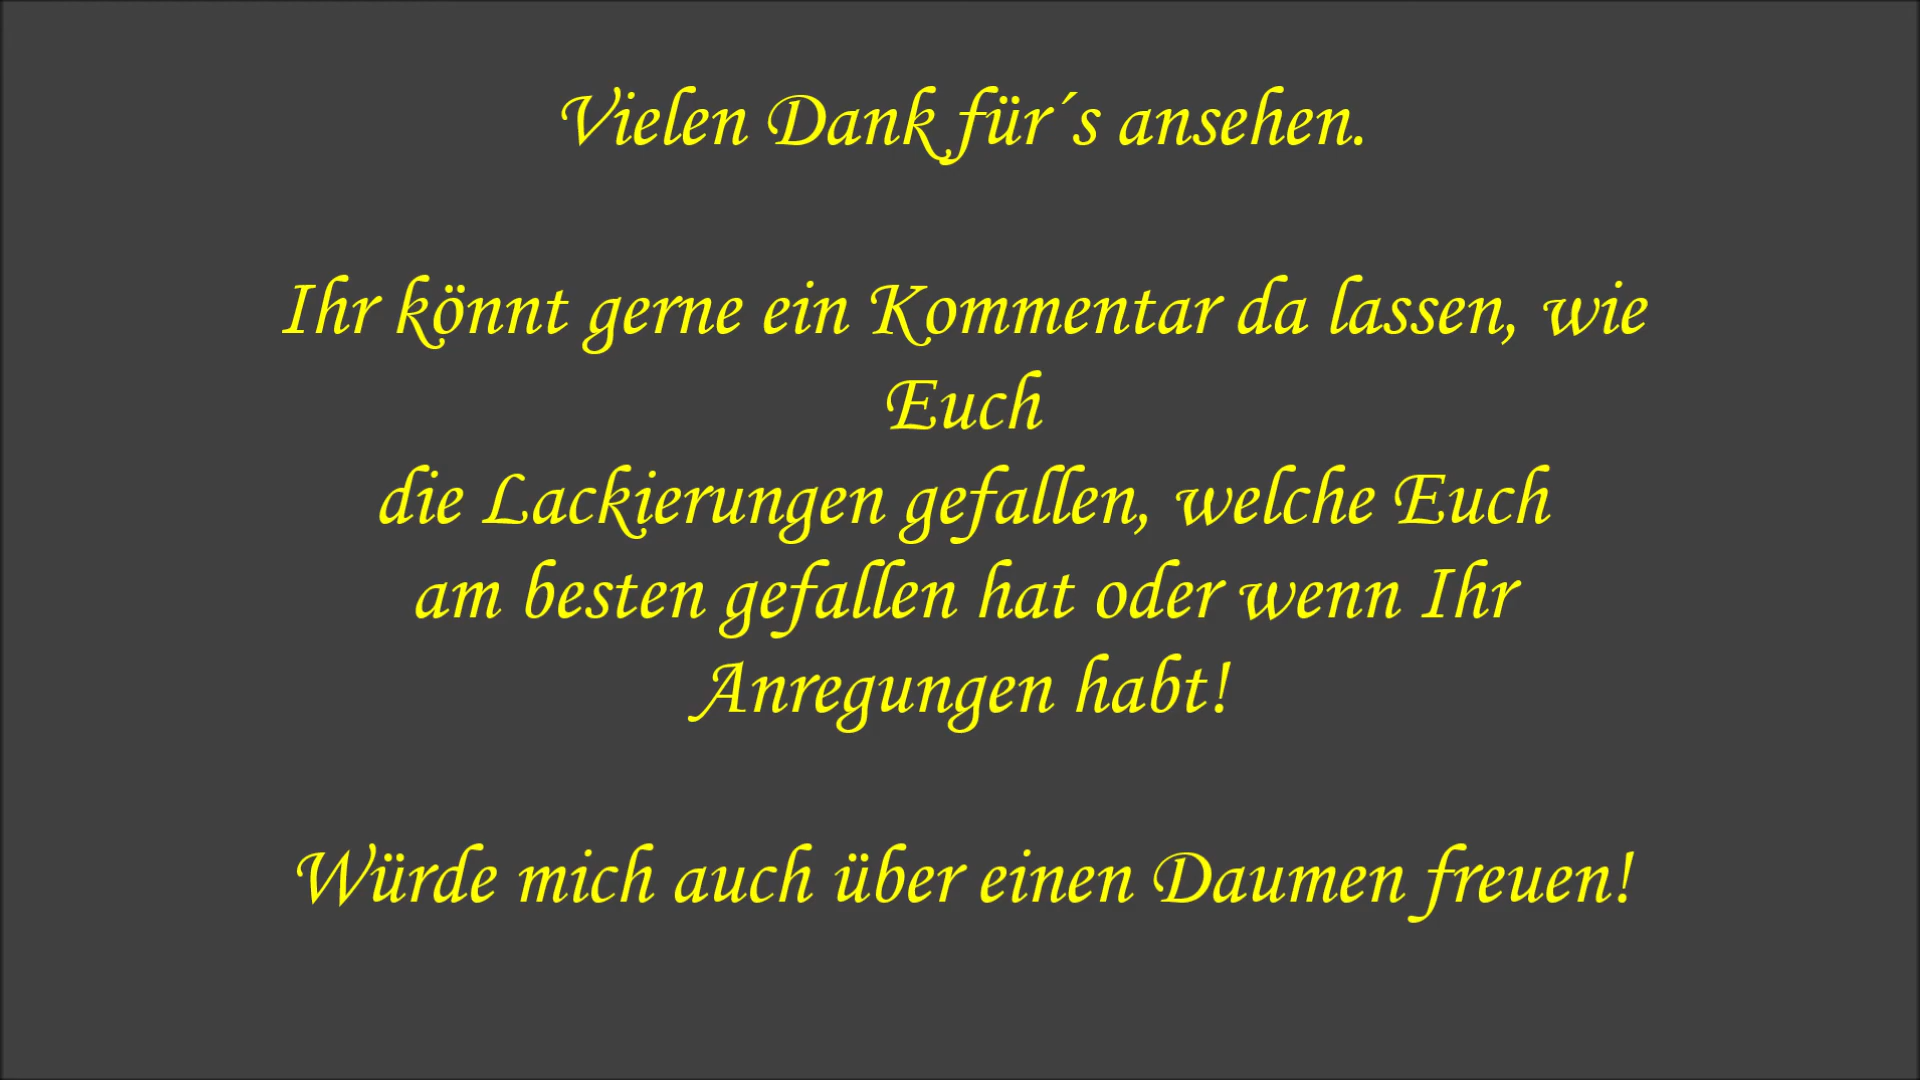 Vielen Dank für´s ansehen.
Ihr könnt gerne ein Kommentar da lassen, wie
Euch
die Lackierungen gefallen, welche Euch
am besten gefallen hat oder wenn Ihr
Anregungen habt!
Würde mich auch über einen Daumen freuen!